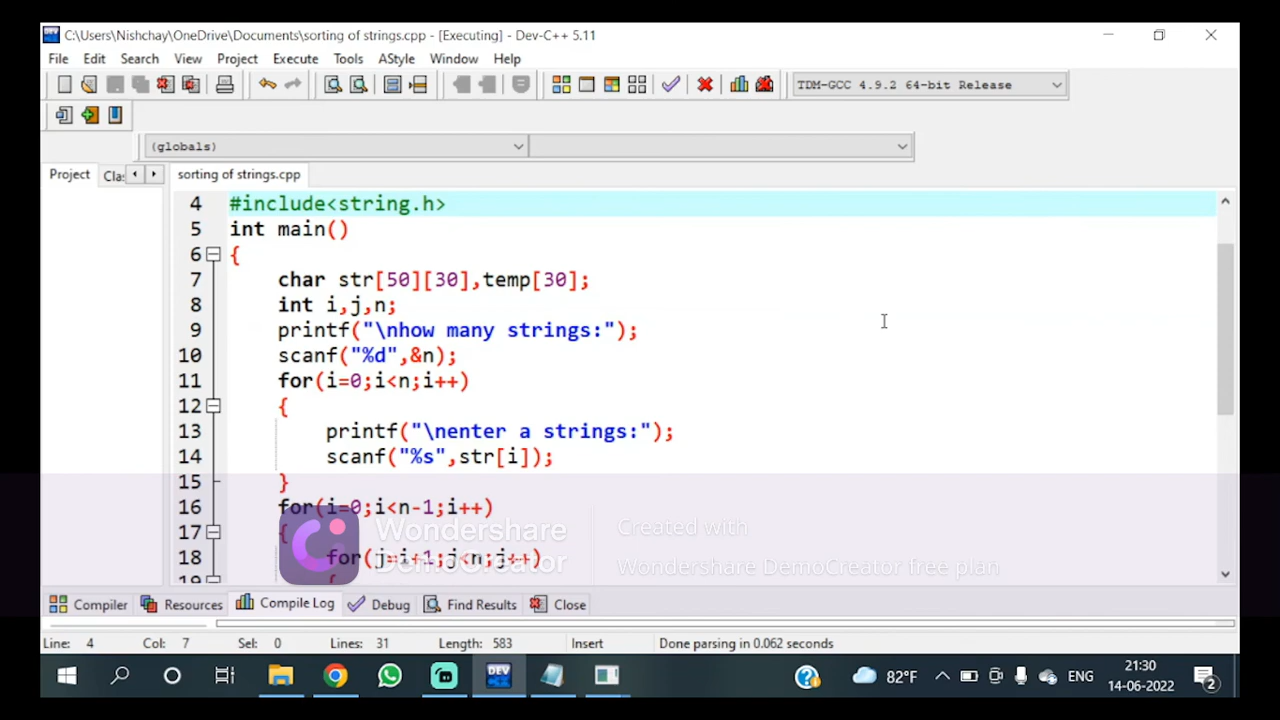 C:\Users\Nishchay\OneDrive\Documents\sorting of strings.cpp - [Executing] - Dev-C++ 5.11
File Edit Search View Project Execute Tools AStyle Window Help
TDM-GCC 4.9.2 64-bit Release
(globals)
Project Cla sorting of strings.cpp
4 #include<string.h>
5 int main()
6 {
7 char str[50][30],temp[30];
8 int i,j,n;
9 printf("\nhow many strings:");
10 scanf("%d",&n);
11 for(i=0;i<n;i++)
12 {
13 printf("\nenter a strings:");
14 scanf("%s",str[i]);
15 }
16 for(i=0;i<n-1;i++)
17 {
18 for(j=i+1;j<n;j++)
19 {
Wondershare
DemoCreator
Created with
Wondershare DemoCreator free plan
Compiler Resources Compile Log Debug Find Results Close
Line: 4 Col: 7 Sel: 0 Lines: 31 Length: 583 Insert Done parsing in 0.062 seconds
DEV
82°F ENG 21:30
14-06-2022 2